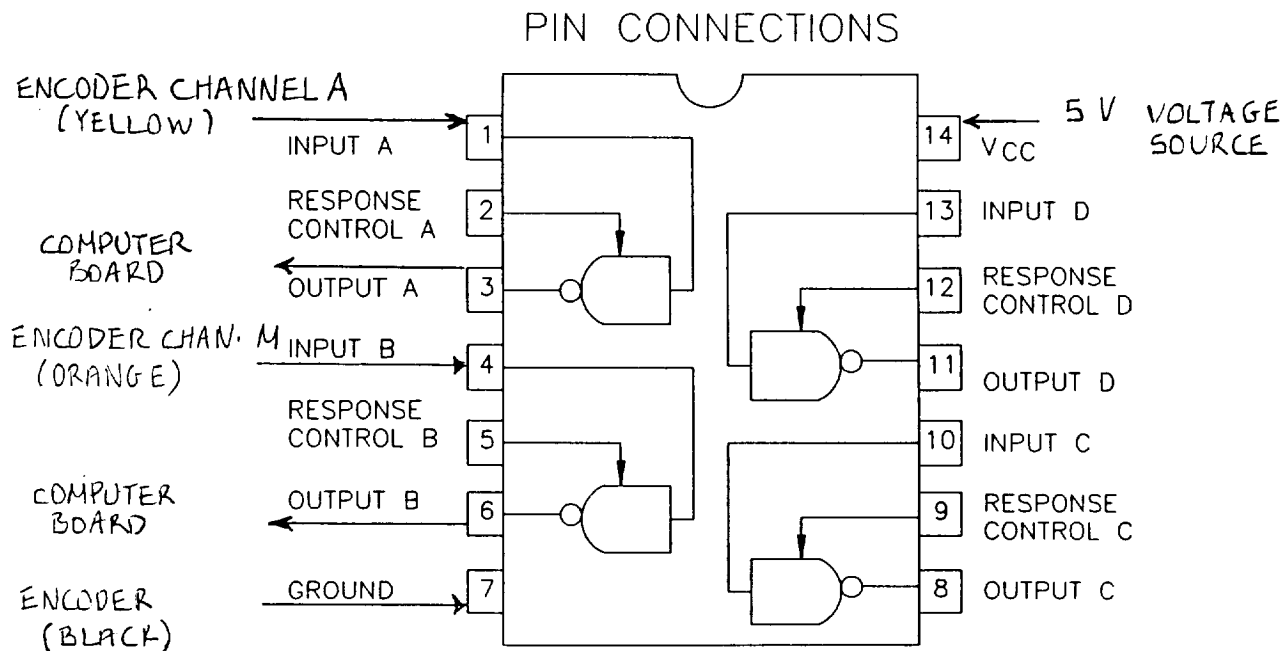 PIN CONNECTIONS
ENCODER CHANNEL A
(YELLOW)
INPUT A
1
RESPONSE
CONTROL A
2
COMPUTER
BOARD
OUTPUT A
3
ENCODER CHAN. M
(ORANGE)
INPUT B
4
RESPONSE
CONTROL B
5
COMPUTER
BOARD
OUTPUT B
6
ENCODER
(BLACK)
GROUND
7
14
VCC
5 V VOLTAGE
SOURCE
13
INPUT D
12
RESPONSE
CONTROL D
11
OUTPUT D
10
INPUT C
9
RESPONSE
CONTROL C
8
OUTPUT C